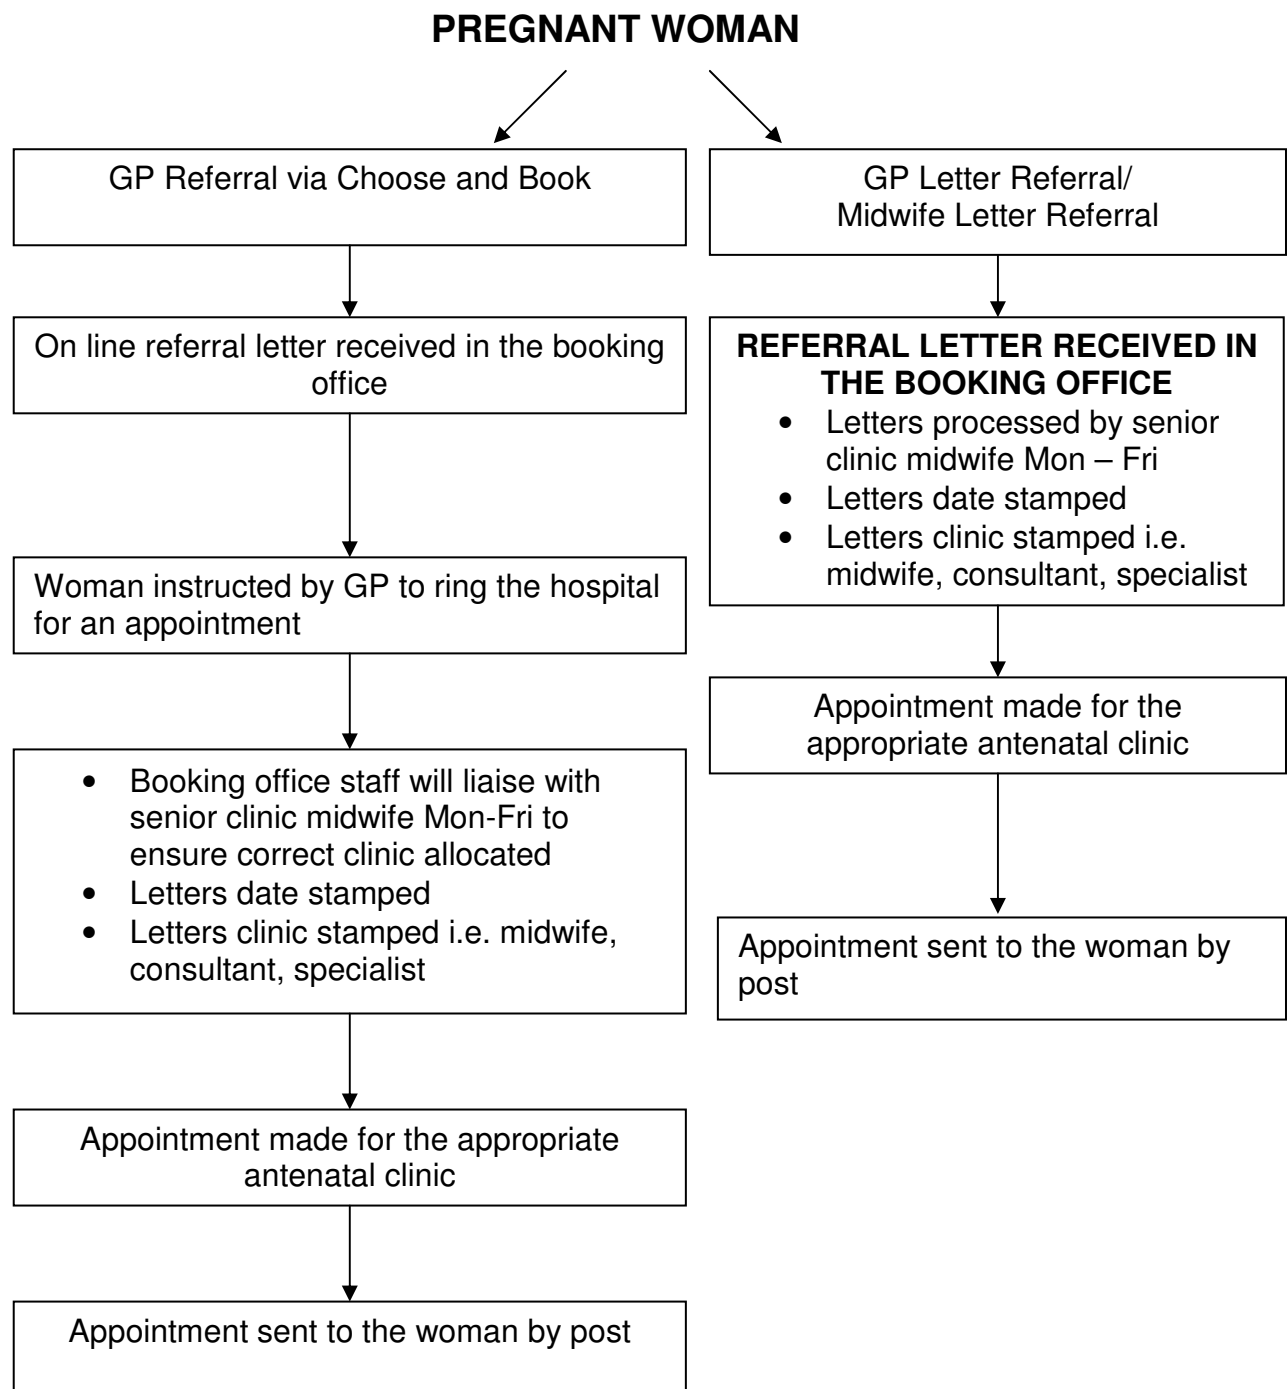 PREGNANT WOMAN
GP Referral via Choose and Book
On line referral letter received in the booking
office
Woman instructed by GP to ring the hospital
for an appointment
• Booking office staff will liaise with
senior clinic midwife Mon-Fri to
ensure correct clinic allocated
• Letters date stamped
• Letters clinic stamped i.e. midwife,
consultant, specialist
Appointment made for the appropriate
antenatal clinic
Appointment sent to the woman by post
GP Letter Referral/
Midwife Letter Referral
REFERRAL LETTER RECEIVED IN
THE BOOKING OFFICE
• Letters processed by senior
clinic midwife Mon – Fri
• Letters date stamped
• Letters clinic stamped i.e.
midwife, consultant, specialist
Appointment made for the
appropriate antenatal clinic
Appointment sent to the woman by
post